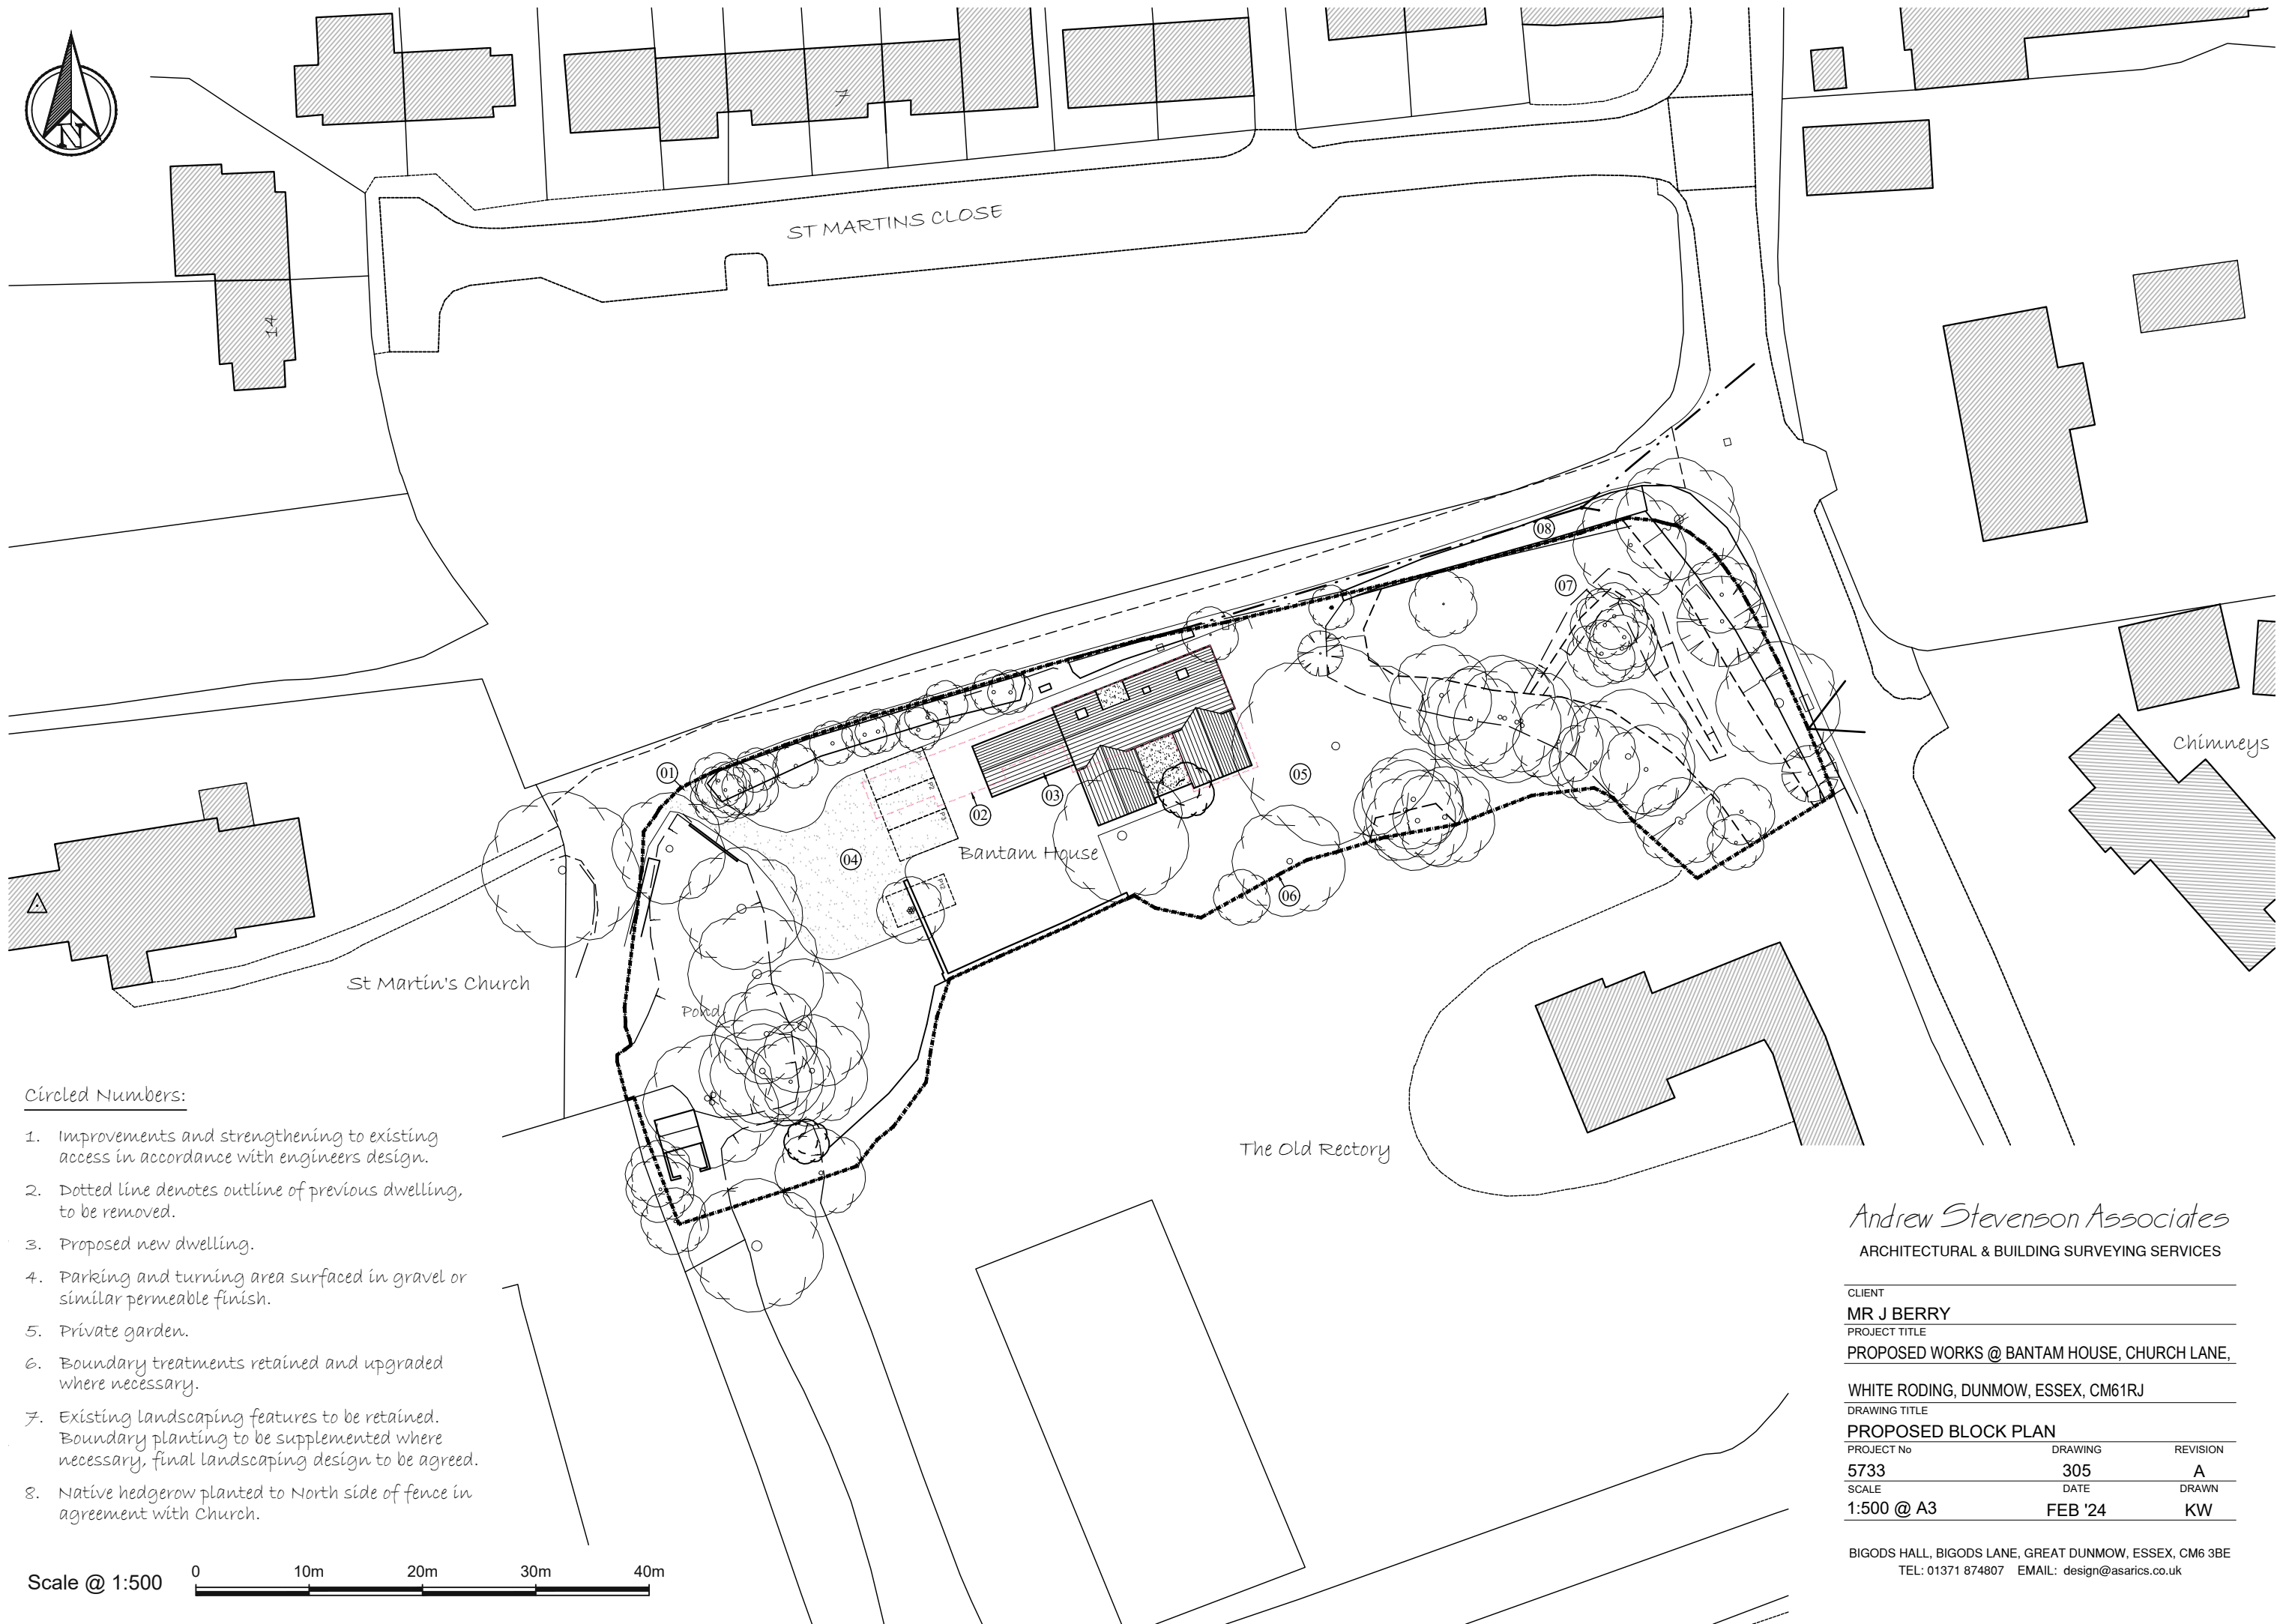 N
7
ST MARTINS CLOSE
14
08
07
01
03
02
05
04
Bantam House
06
Chimneys
St Martin's Church
Pond
The Old Rectory
Circled Numbers:
1. Improvements and strengthening to existing
access in accordance with engineers design.
2. Dotted line denotes outline of previous dwelling,
to be removed.
3. Proposed new dwelling.
4. Parking and turning area surfaced in gravel or
similar permeable finish.
5. Private garden.
6. Boundary treatments retained and upgraded
where necessary.
7. Existing landscaping features to be retained.
Boundary planting to be supplemented where
necessary, final landscaping design to be agreed.
8. Native hedgerow planted to North side of fence in
agreement with Church.
Scale @ 1:500
0 10m 20m 30m 40m
Andrew Stevenson Associates
ARCHITECTURAL & BUILDING SURVEYING SERVICES
CLIENT
MR J BERRY
PROJECT TITLE
PROPOSED WORKS @ BANTAM HOUSE, CHURCH LANE,
WHITE RODING, DUNMOW, ESSEX, CM61RJ
DRAWING TITLE
PROPOSED BLOCK PLAN
PROJECT No DRAWING REVISION
5733 305 A
SCALE DATE DRAWN
1:500 @ A3 FEB '24 KW
BIGODS HALL, BIGODS LANE, GREAT DUNMOW, ESSEX, CM6 3BE
TEL: 01371 874807 EMAIL: design@asarics.co.uk